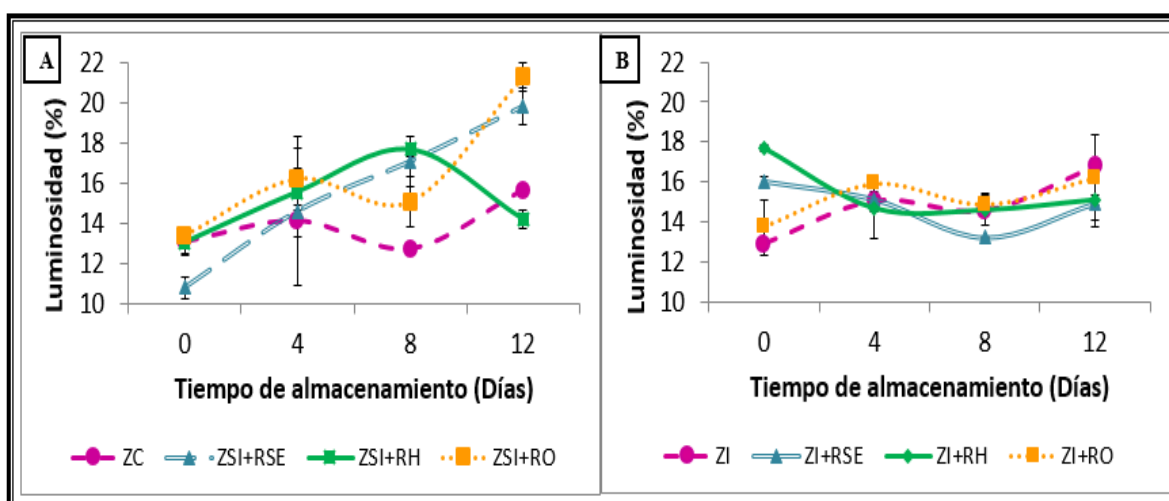 A
Luminosidad (%)
22
20
18
16
14
12
10
0 4 8 12
Tiempo de almacenamiento (Días)
ZC ZSI+RSE ZSI+RH ZSI+RO
B
Luminosidad (%)
22
20
18
16
14
12
10
0 4 8 12
Tiempo de almacenamiento (Días)
ZI ZI+RSE ZI+RH ZI+RO